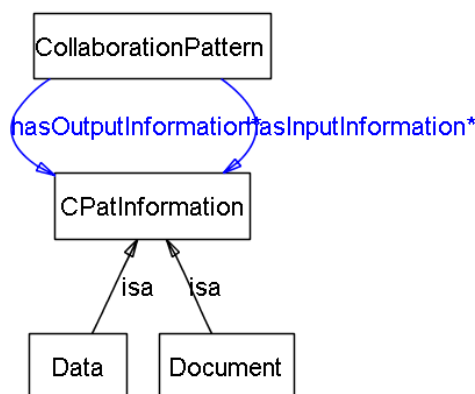 CollaborationPattern
hasOutputInformation* hasInputInformation*
CPatInformation
isa isa
Data Document